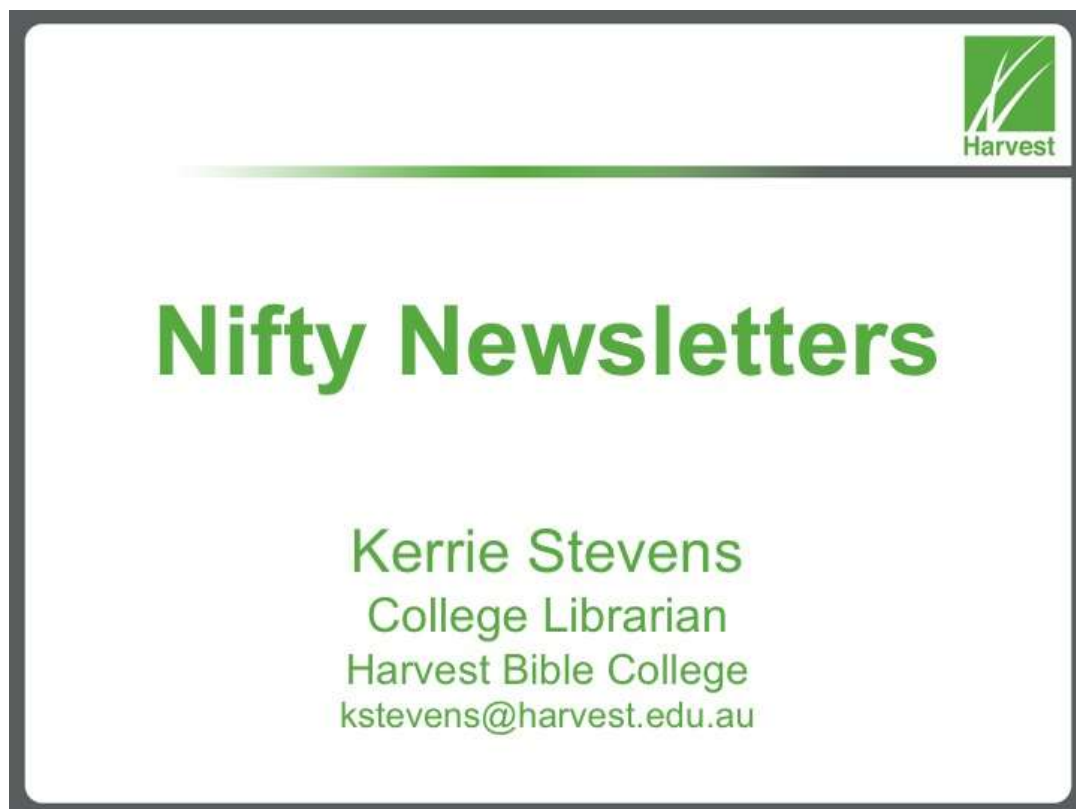 Harvest
Nifty Newsletters
Kerrie Stevens
College Librarian
Harvest Bible College
kstevens@harvest.edu.au